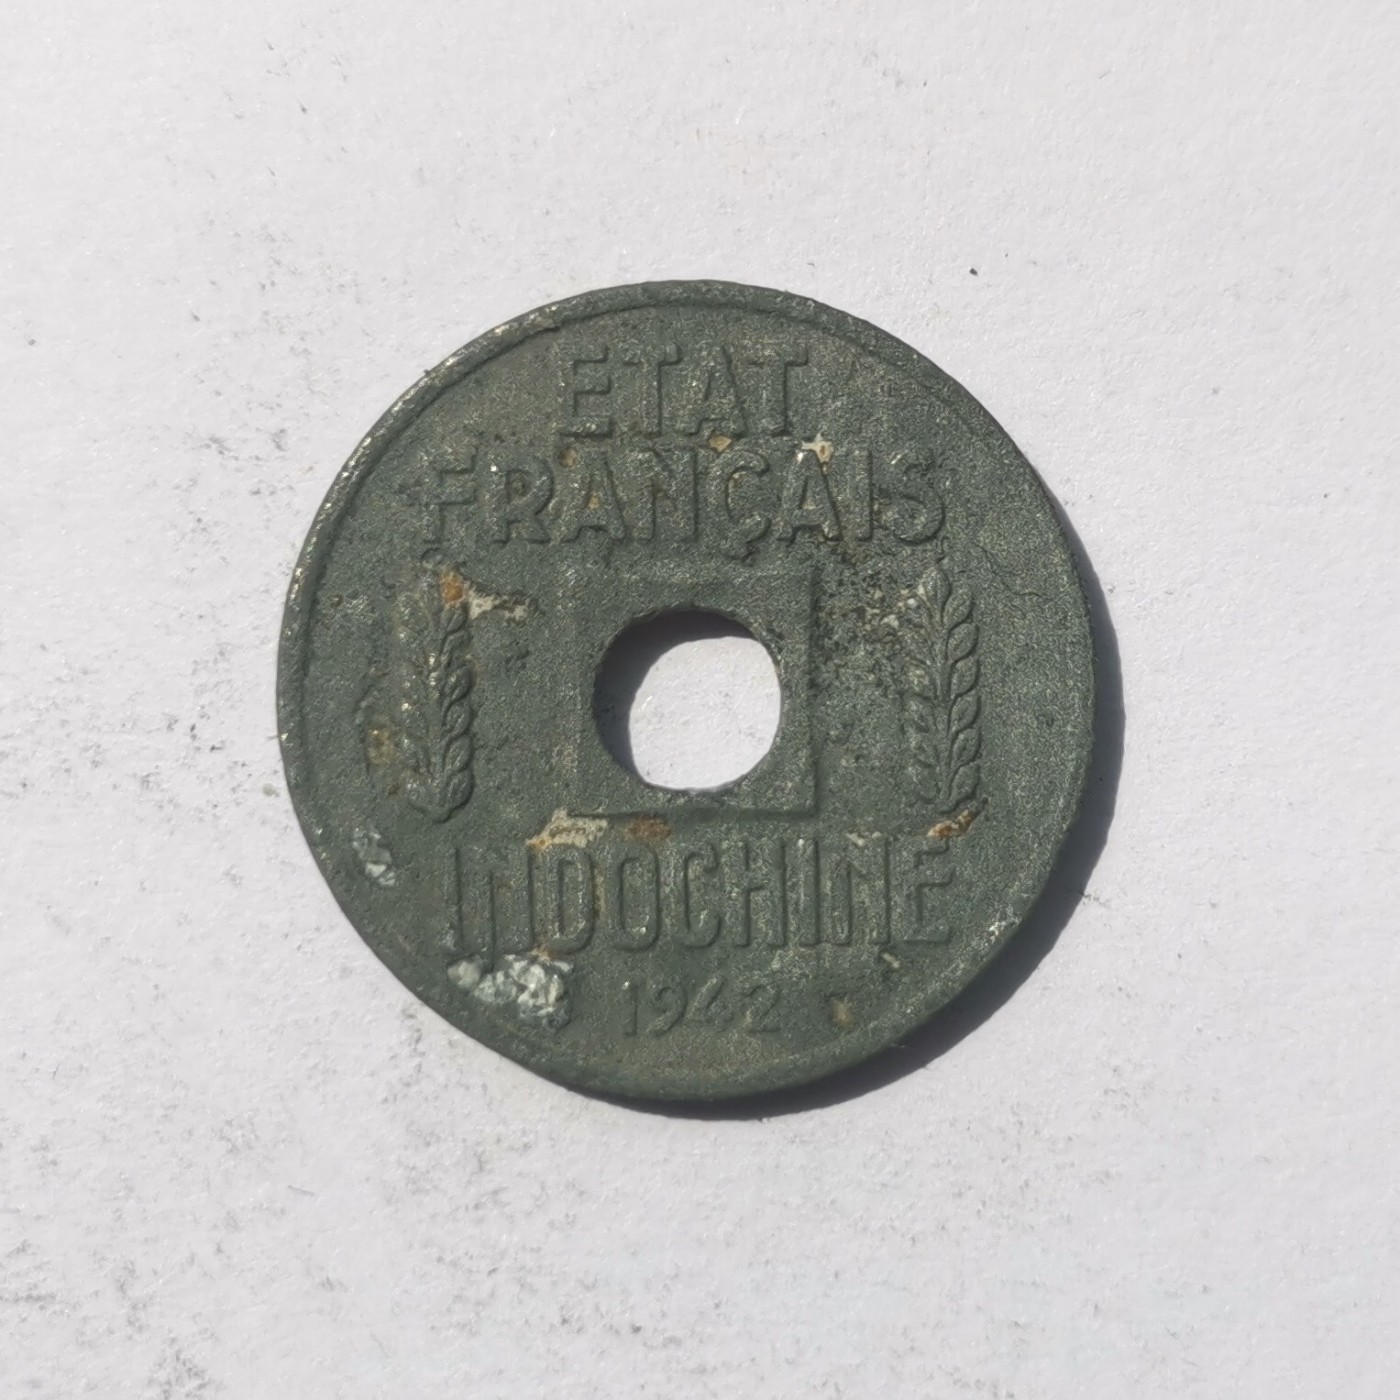 ETAT
FRANÇAIS
INDOCHINE
1942